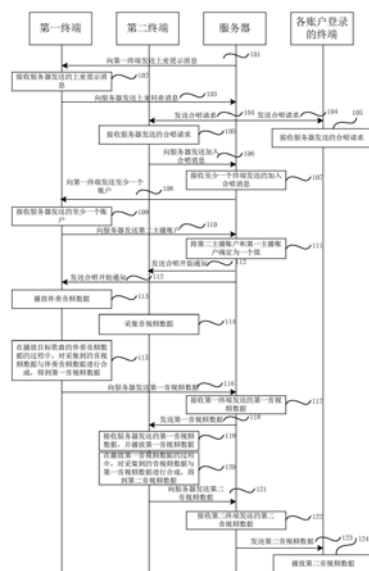 第一终端
第二终端
服务器
各账户登录
的终端
101
向第一终端发送上麦提示消息
102
接收服务器发送的上麦提示消
息
103
向服务器发送上麦同意消息
104
发送合唱请求
104
发送合唱请求
105
接收服务器发送的合唱请求
105
接收服务器发送的合唱请求
106
向服务器发送加入
合唱消息
107
接收至少一个终端发送的加入
合唱消息
108
向第一终端发送至少一个
账户
109
接收服务器发送的至少一个账
户
110
向服务器发送第二主播账户
111
将第二主播账户和第一主播账
户确定为一个组
112
发送合唱开始通知
112
发送合唱开始通知
113
播放伴奏音频数据
114
采集音视频数据
115
在播放目标歌曲的伴奏音频数
据的过程中，对采集到的音视
频数据与伴奏音频数据进行合
成，得到第一音视频数据
116
向服务器发送第一音视频数据
117
接收第一终端发送的第一音视
频数据
118
发送第一音视频数据
119
接收服务器发送的第一音视频
数据，并播放第一音视频数据
120
在播放第一音视频数据的过程
中，对采集到的音视频数据与
第一音视频数据进行合成，得
到第二音视频数据
121
向服务器发送第二
音视频数据
122
接收第二终端发送的第二
音视频数据
123
发送第二音视频数据
124
播放第二音视频数据